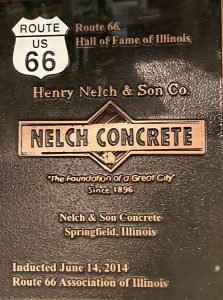 ROUTE
US
66
Route 66
Hall of Fame of Illinois
Henry Nelch & Son Co.
NELCH CONCRETE
"The Foundation of a Great City"
Since 1896
Nelch & Son Concrete
Springfield, Illinois
Inducted June 14, 2014
Route 66 Association of Illinois